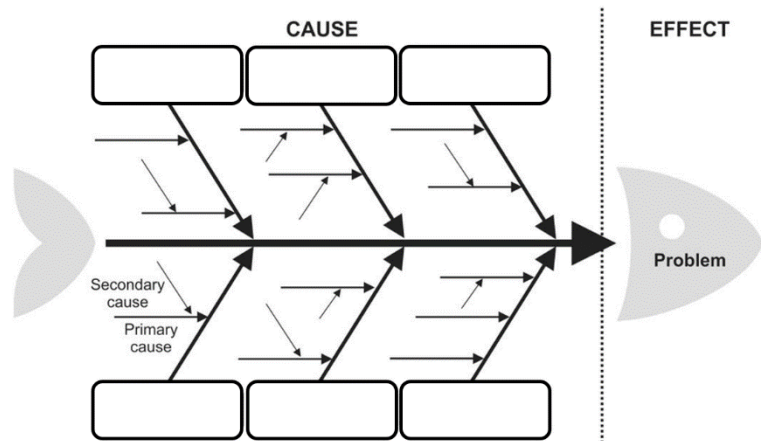 CAUSE
EFFECT
Problem
Secondary
cause
Primary
cause